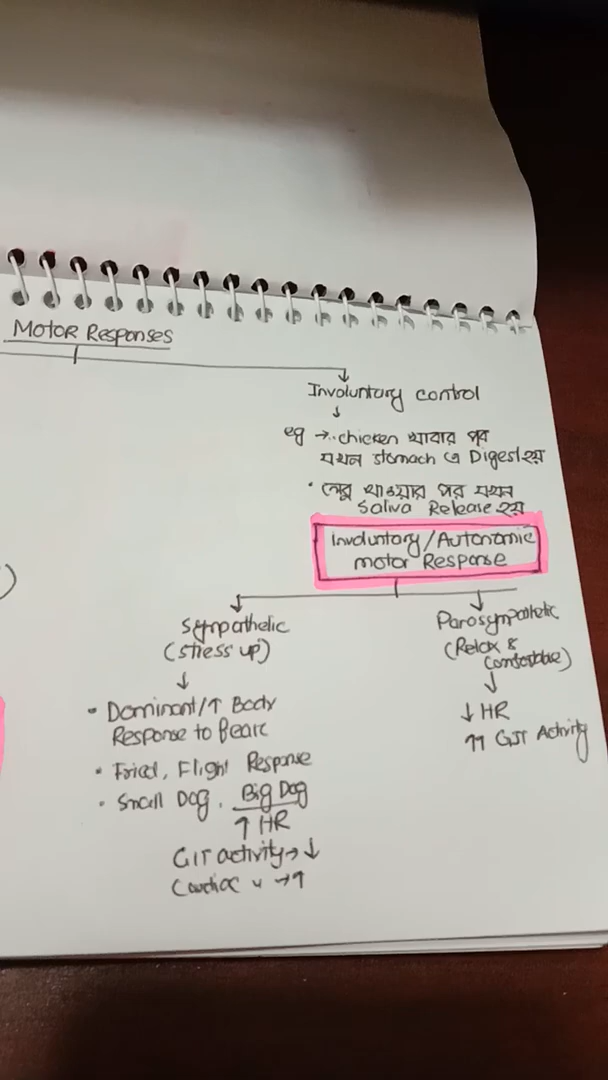 Motor Responses
Involuntary control
eg → chicken খাবার পর
যখন stomach এ Digest হয়
• লেবু খাওয়ার পর যখন
Saliva Release হয়
Involuntary/Autonomic
motor Response
Sympathetic
(stress up)
Parasympathetic
(Relax &
Comfortable)
• Dominant/↑ Body
Response to
• Flight Response
• Small Dog. Big Dog
↑ HR
GIT activity → ↓
Cardiac " → ↑
↓ HR
↑↑ GIT Activity